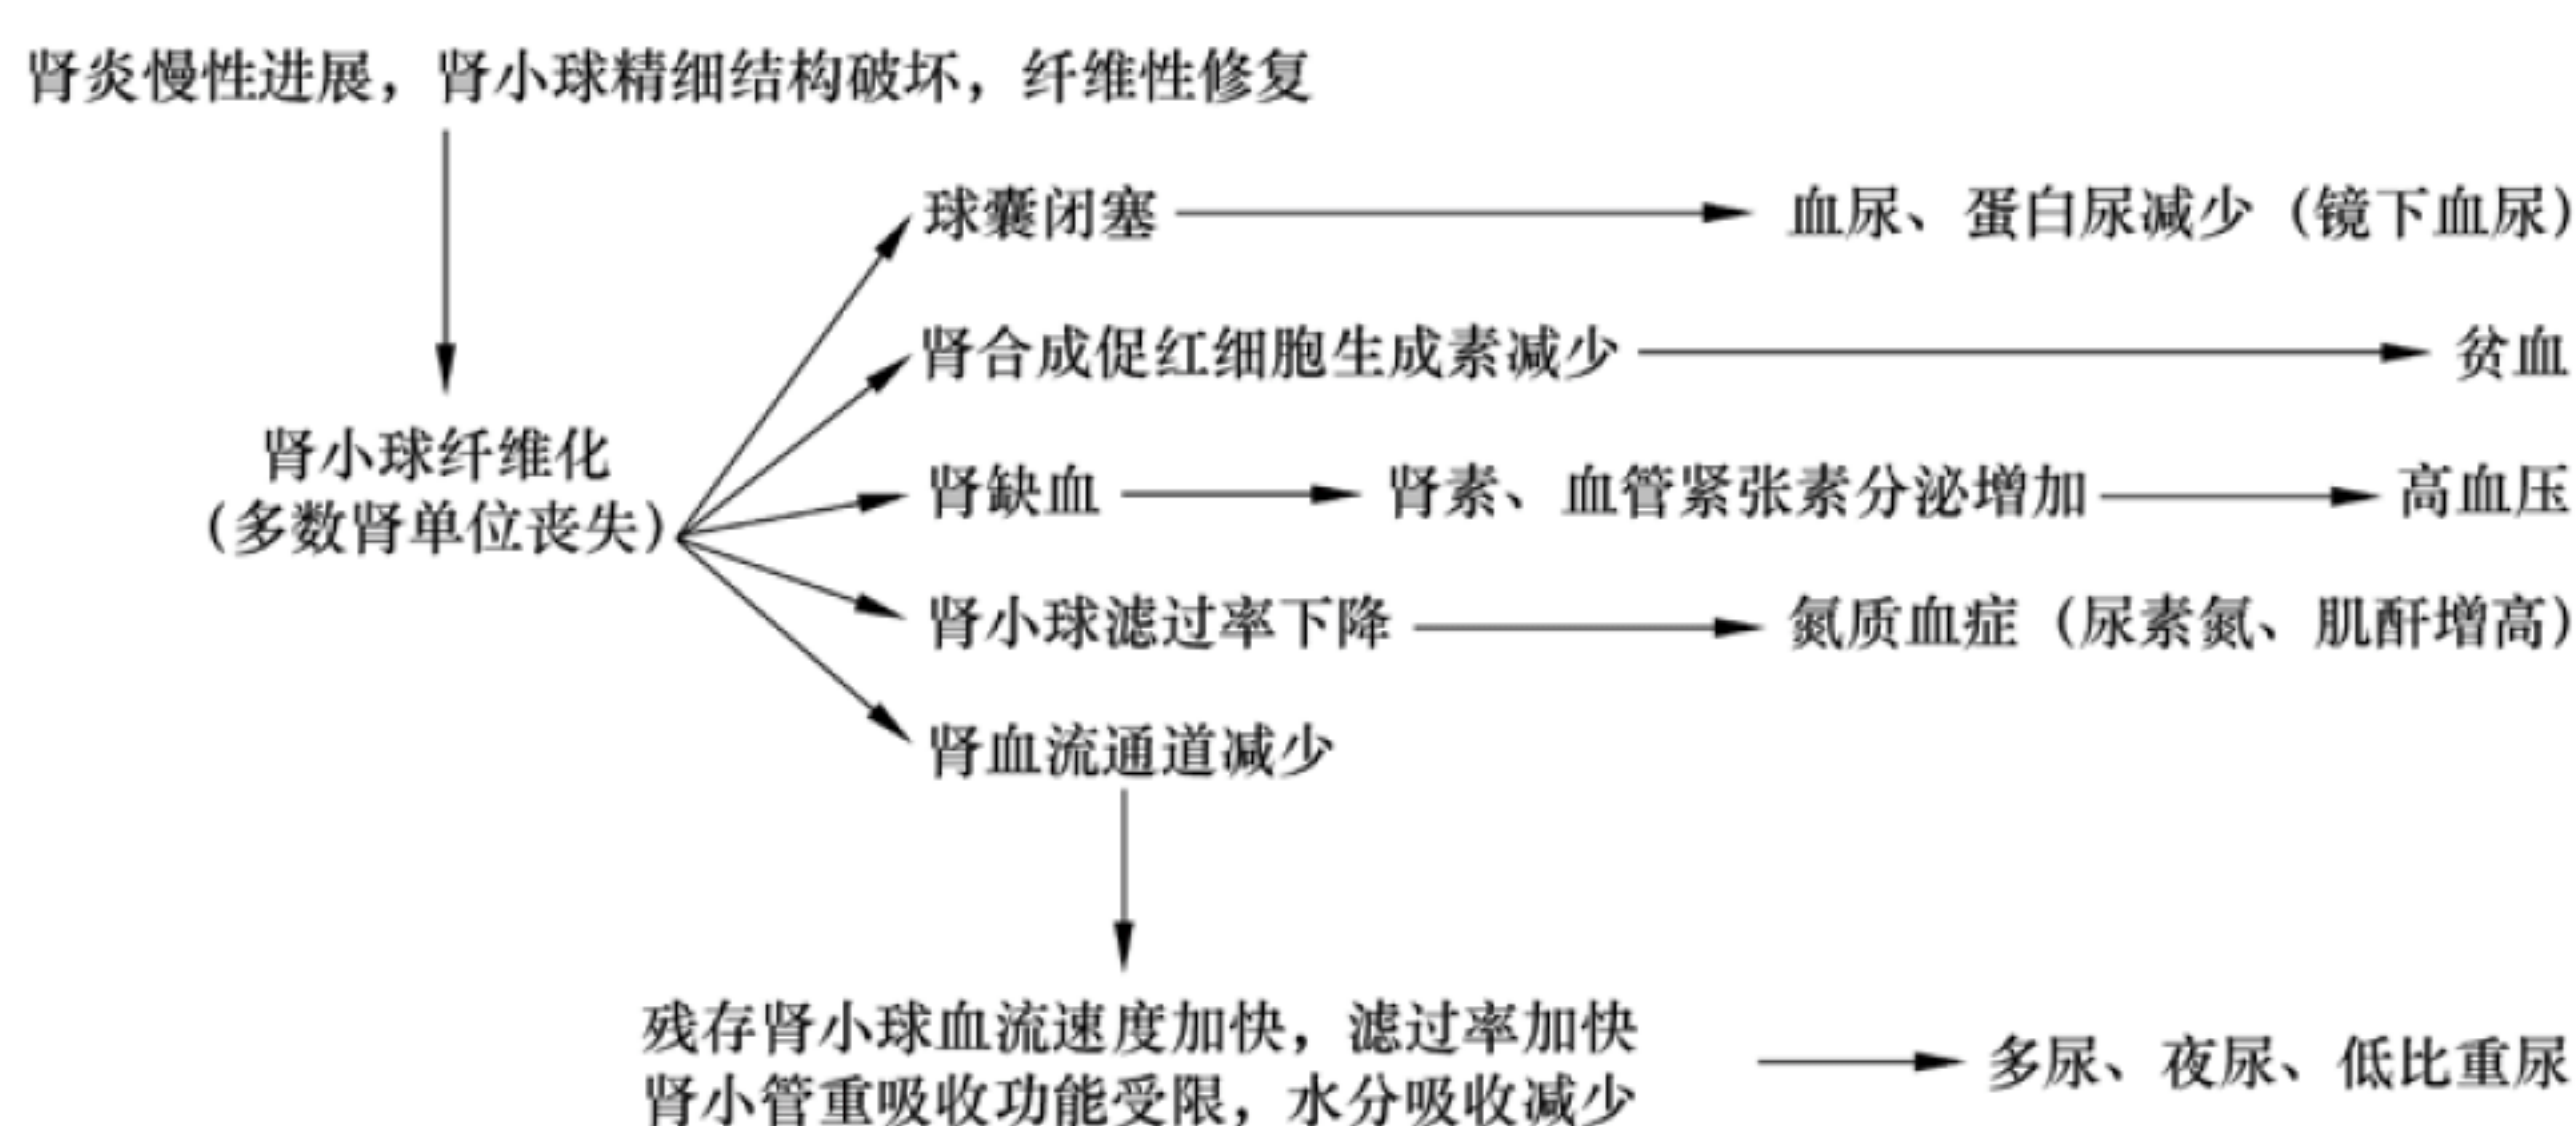 肾炎慢性进展，肾小球精细结构破坏，纤维性修复
球囊闭塞
血尿、蛋白尿减少（镜下血尿）
肾合成促红细胞生成素减少
贫血
肾小球纤维化
（多数肾单位丧失）
肾缺血
肾素、血管紧张素分泌增加
高血压
肾小球滤过率下降
氮质血症（尿素氮、肌酐增高）
肾血流通道减少
残存肾小球血流速度加快，滤过率加快
肾小管重吸收功能受限，水分吸收减少
多尿、夜尿、低比重尿